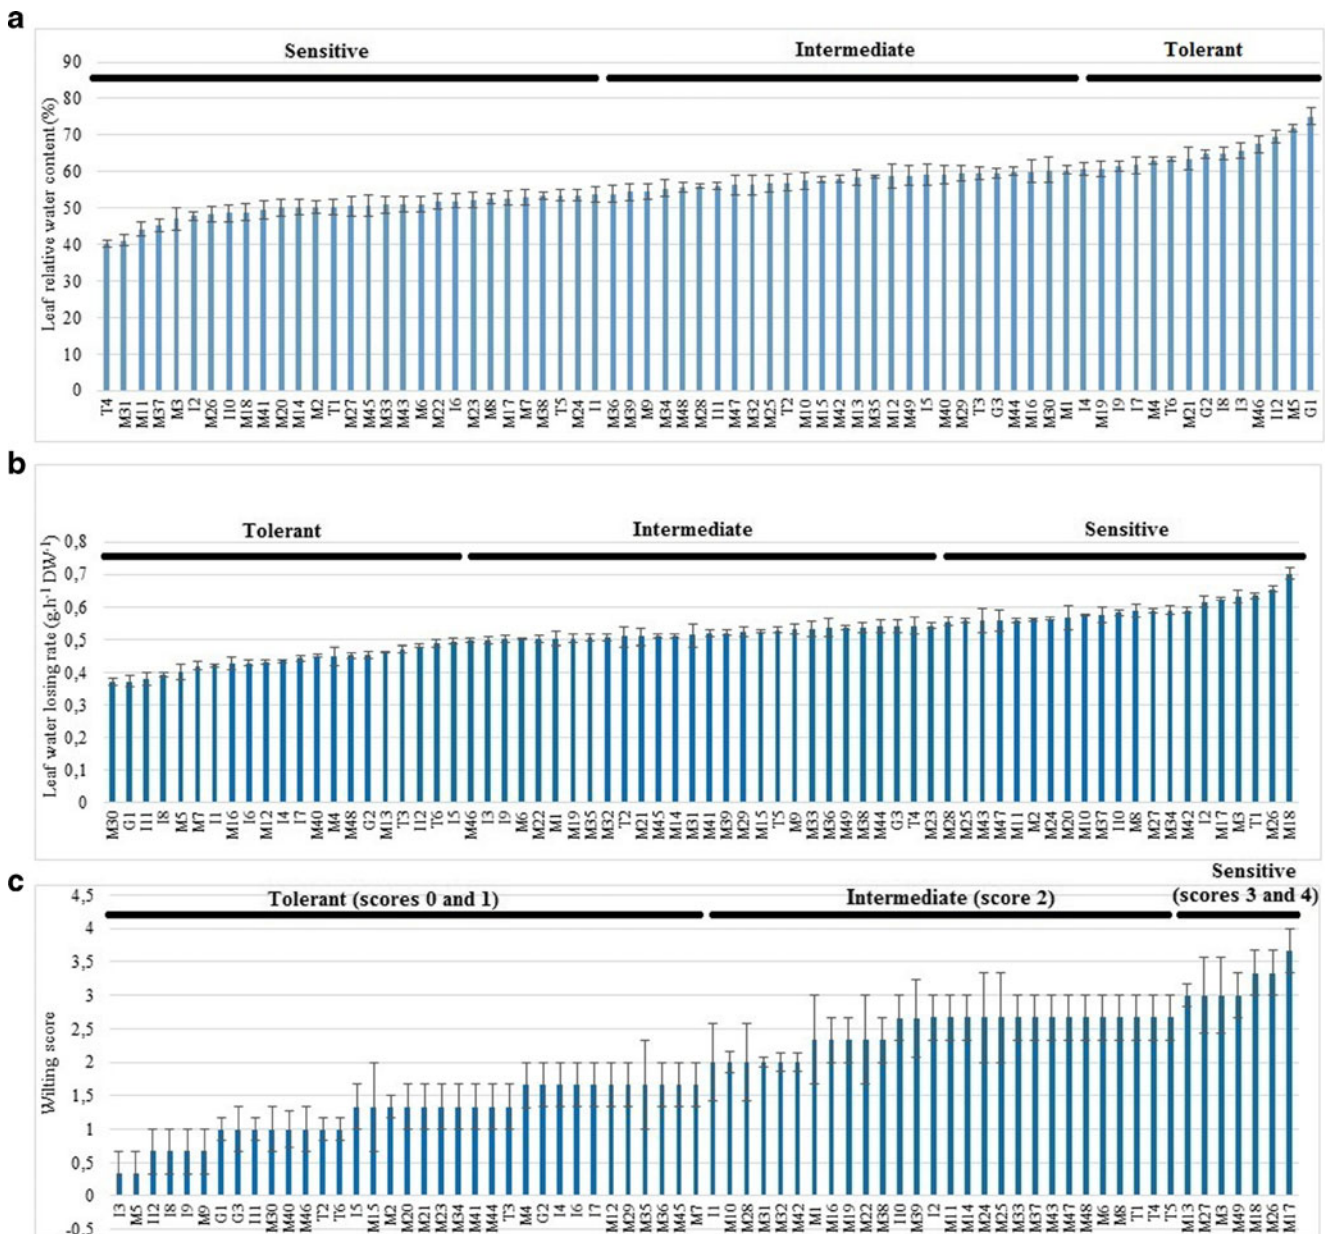 a
Sensitive Intermediate Tolerant
Leaf relative water content (%)
90
80
70
60
50
40
30
20
10
0
T4 M31 M11 M37 M3 I2 M26 I10 M18 M41 M20 M14 M2 T1 M27 M45 M33 M43 M6 M22 I6 M23 M8 M17 M7 M38 T5 M24 I1 M36 M39 M9 M34 M48 M28 I11 M47 M32 M25 T2 M10 M15 M42 M13 M35 M12 M49 I5 M40 M29 T3 G3 M44 M16 M30 M1 I4 M19 I9 I7 M4 T6 M21 G2 I8 I3 M46 I12 M5 G1
b
Tolerant Intermediate Sensitive
Leaf water losing rate (g.h-1 DW-1)
0,8
0,7
0,6
0,5
0,4
0,3
0,2
0,1
0
M30 G1 I11 I8 M5 M7 I1 M16 I6 M12 I4 I7 M40 M4 M48 G2 M13 T3 I12 T6 I5 M46 I3 I9 M6 M22 M1 M19 M35 M32 T2 M21 M45 M14 M31 M41 M39 M29 M15 T5 M9 M33 M36 M49 M38 M44 G3 T4 M23 M28 M25 M43 M47 M11 M2 M24 M20 M10 M37 I10 M8 M27 M34 M42 I2 M17 M3 T1 M26 M18
c
Tolerant (scores 0 and 1) Intermediate (score 2) Sensitive
(scores 3 and 4)
Wilting score
4,5
4
3,5
3
2,5
2
1,5
1
0,5
0
-0,5
I3 M5 I12 I8 I9 M9 G1 G3 I11 M30 M40 M46 T2 T6 I5 M15 M2 M20 M21 M23 M34 M41 M44 T3 M4 G2 I4 I6 I7 M12 M29 M35 M36 M45 M7 I1 M10 M28 M31 M32 M42 M1 M16 M19 M22 M38 I10 M39 I2 M11 M14 M24 M25 M33 M37 M43 M47 M48 M6 M8 T1 T4 T5 M13 M27 M3 M49 M18 M26 M17